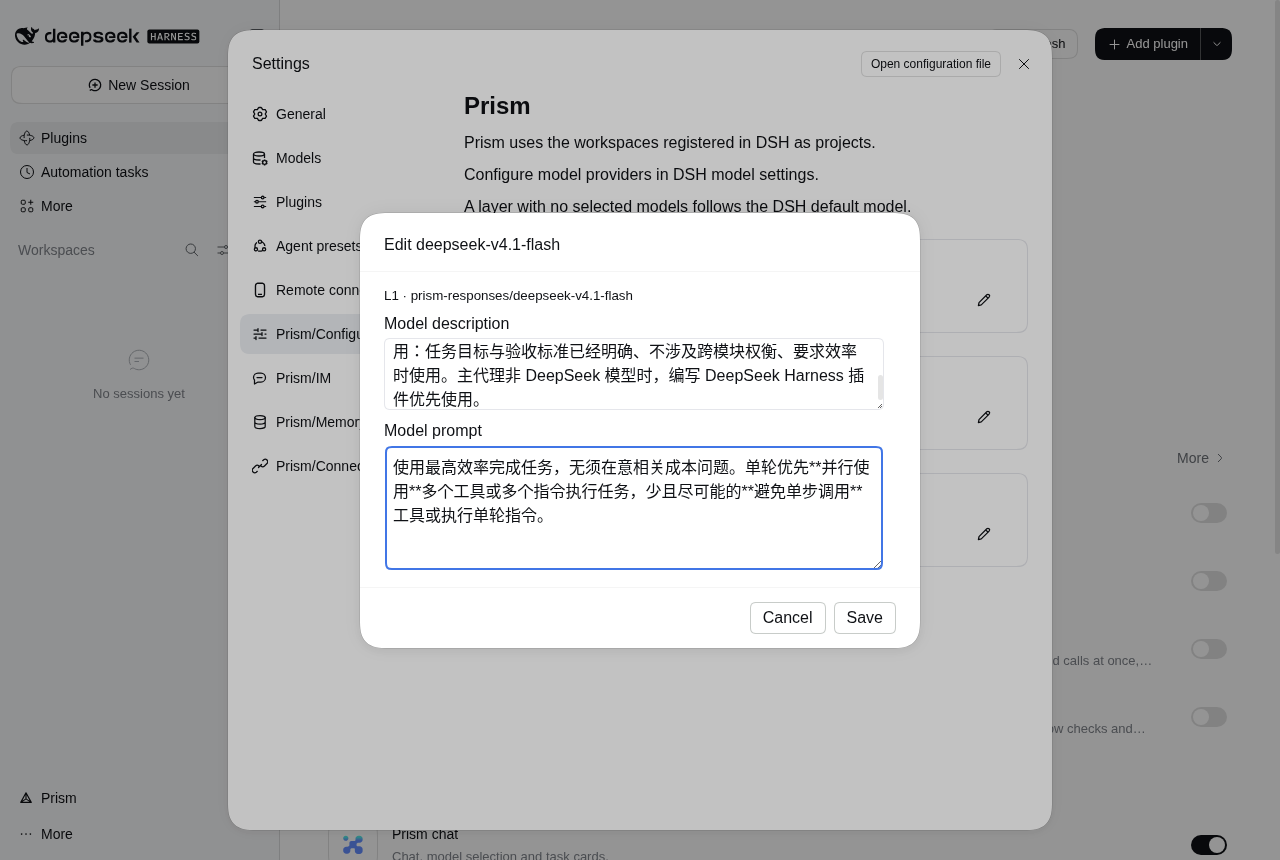 deepseek HARNESS
New Session
Plugins
Automation tasks
More
Workspaces
No sessions yet
Prism
More
Add plugin
More
d calls at once,…
checks and…
Prism chat
Chat, model selection and task cards.
Settings
Open configuration file
General
Models
Plugins
Agent presets
Remote conn
Prism/Configu
Prism/IM
Prism/Memor
Prism/Connec
Prism
Prism uses the workspaces registered in DSH as projects.
Configure model providers in DSH model settings.
A layer with no selected models follows the DSH default model.
Edit deepseek-v4.1-flash
L1 · prism-responses/deepseek-v4.1-flash
Model description
用：任务目标与验收标准已经明确、不涉及跨模块权衡、要求效率
时使用。主代理非 DeepSeek 模型时，编写 DeepSeek Harness 插
件优先使用。
Model prompt
使用最高效率完成任务，无须在意相关成本问题。单轮优先**并行使
用**多个工具或多个指令执行任务，少且尽可能的**避免单步调用**
工具或执行单轮指令。
Cancel
Save